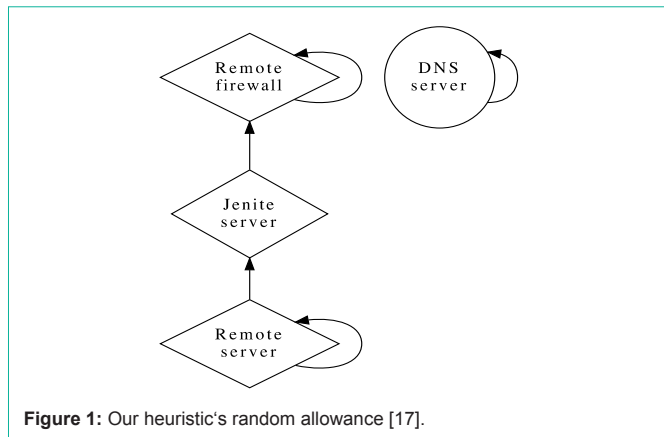 Remote
firewall
DNS
server
Jenite
server
Remote
server
Figure 1: Our heuristic‘s random allowance [17].